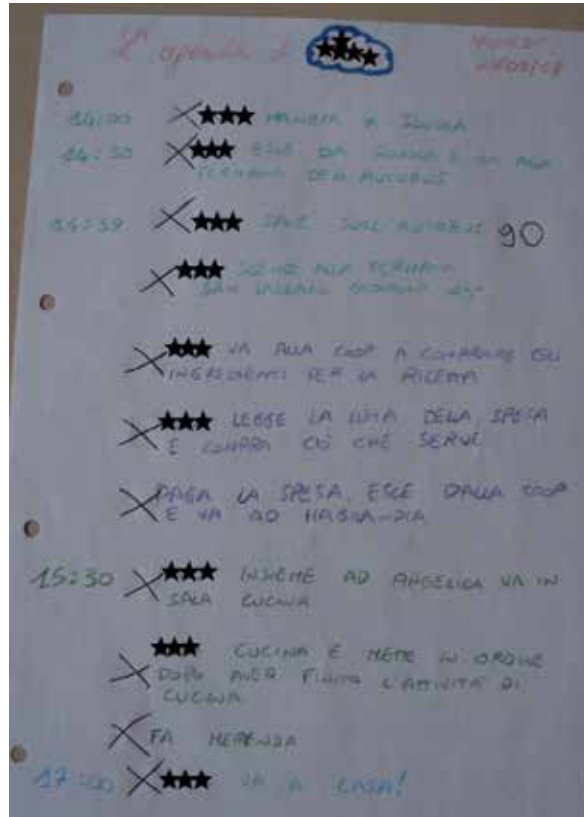 L'agenda di
14:00 MANGIA A SCUOLA
14:30 ESCE DA SCUOLA E VA ALLA
FERMATA DELL'AUTOBUS
14:39 SALE SULL'AUTOBUS 90
SCENDE ALLA FERMATA
SAN LAZZARO
VA ALLA COOP A COMPRARE GLI
INGREDIENTI PER LA RICETTA
LEGGE LA LISTA DELLA SPESA
E COMPRA CIÒ CHE SERVE
PAGA LA SPESA, ESCE DALLA COOP
E VA AD
15:30 INSIEME AD ANGELICA VA IN
SALA CUCINA
CUCINA E METTE IN ORDINE
DOPO AVER FINITO L'ATTIVITÀ DI
CUCINA
FA MERENDA
17:00 VA A CASA!